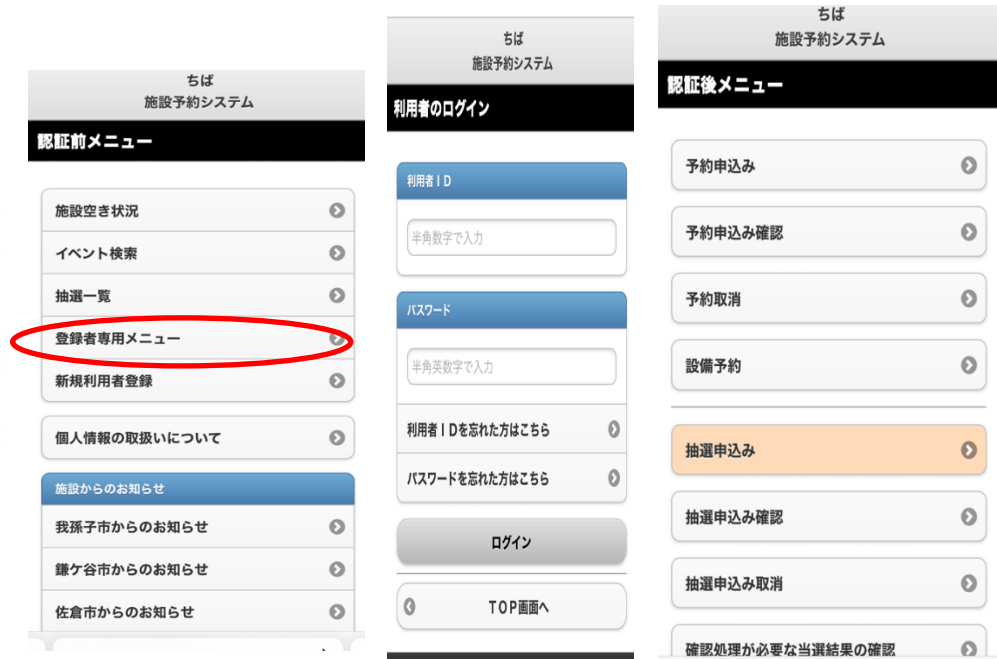 ちば
施設予約システム
認証前メニュー
施設空き状況
イベント検索
抽選一覧
登録者専用メニュー
新規利用者登録
個人情報の取扱いについて
施設からのお知らせ
我孫子市からのお知らせ
鎌ケ谷市からのお知らせ
佐倉市からのお知らせ
ちば
施設予約システム
利用者のログイン
利用者ID
半角数字で入力
パスワード
半角英数字で入力
利用者IDを忘れた方はこちら
パスワードを忘れた方はこちら
ログイン
TOP画面へ
ちば
施設予約システム
認証後メニュー
予約申込み
予約申込み確認
予約取消
設備予約
抽選申込み
抽選申込み確認
抽選申込み取消
確認処理が必要な当選結果の確認